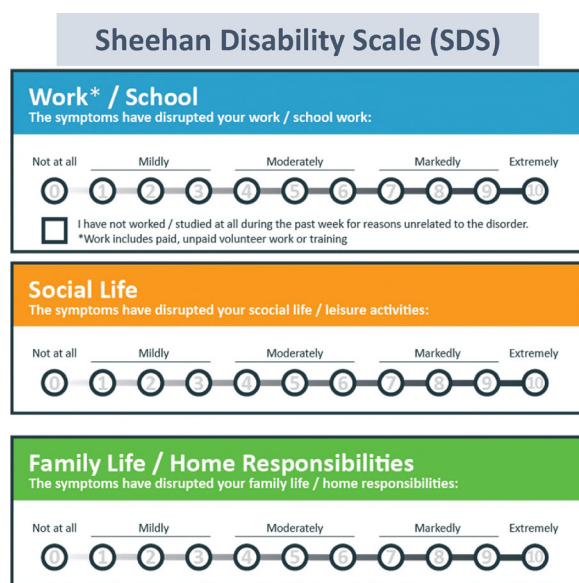 Sheehan Disability Scale (SDS)
Work* / School
The symptoms have disrupted your work / school work:
Not at all Mildly Moderately Markedly Extremely
0 1 2 3 4 5 6 7 8 9 10
I have not worked / studied at all during the past week for reasons unrelated to the disorder.
*Work includes paid, unpaid volunteer work or training
Social Life
The symptoms have disrupted your scocial life / leisure activities:
Not at all Mildly Moderately Markedly Extremely
0 1 2 3 4 5 6 7 8 9 10
Family Life / Home Responsibilities
The symptoms have disrupted your family life / home responsibilities:
Not at all Mildly Moderately Markedly Extremely
0 1 2 3 4 5 6 7 8 9 10